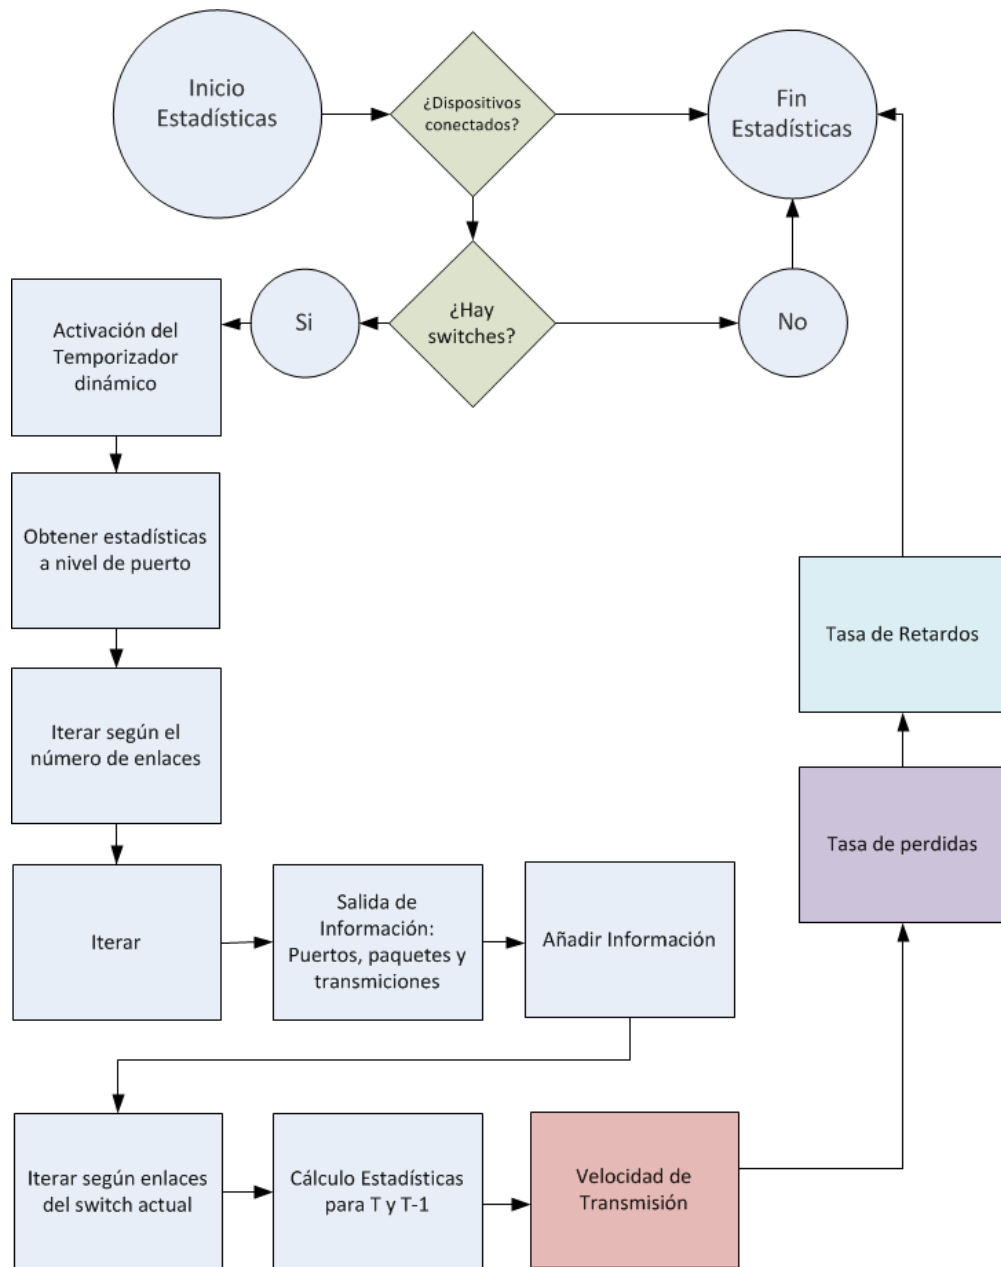 Inicio
Estadísticas
¿Dispositivos
conectados?
Fin
Estadísticas
¿Hay
switches?
Si
No
Activación del
Temporizador
dinámico
Obtener estadísticas
a nivel de puerto
Iterar según el
número de enlaces
Iterar
Salida de
Información:
Puertos, paquetes y
transmiciones
Añadir Información
Iterar según enlaces
del switch actual
Cálculo Estadísticas
para T y T-1
Velocidad de
Transmisión
Tasa de perdidas
Tasa de Retardos